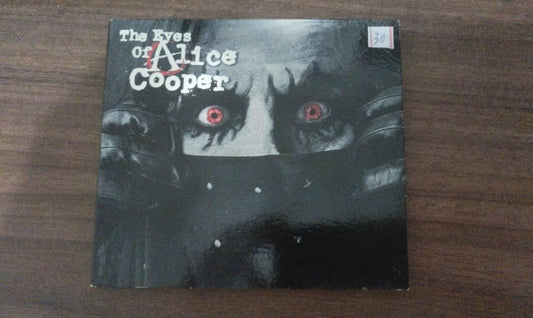 The Eyes
Of Alice
Cooper
30